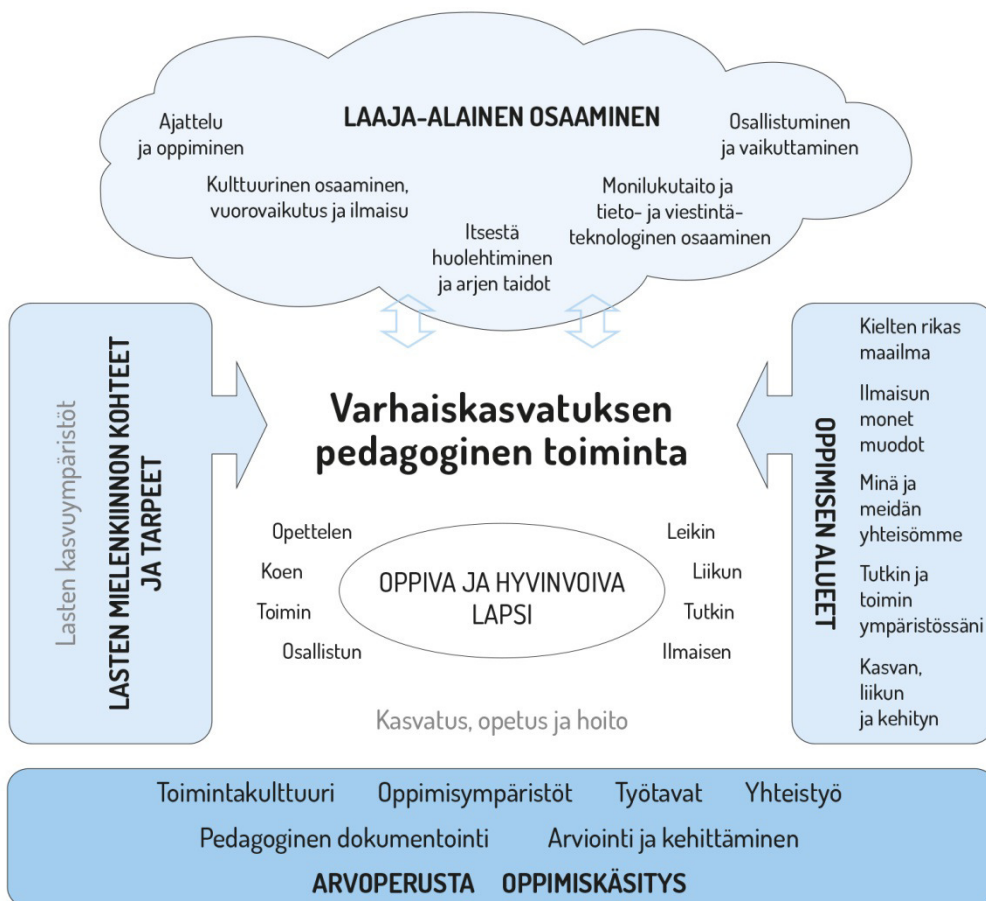 LAAJA-ALAINEN OSAAMINEN
Ajattelu
ja oppiminen
Kulttuurinen osaaminen,
vuorovaikutus ja ilmaisu
Itsestä
huolehtiminen
ja arjen taidot
Monilukutaito ja
tieto- ja viestintä-
teknologinen osaaminen
Osallistuminen
ja vaikuttaminen
Lasten kasvuympäristöt
LASTEN MIELENKIINNON KOHTEET
JA TARPEET
Varhaiskasvatuksen
pedagoginen toiminta
Opettelen
Koen
Toimin
Osallistun
OPPIVA JA HYVINVOIVA
LAPSI
Leikin
Liikun
Tutkin
Ilmaisen
Kasvatus, opetus ja hoito
OPPIMISEN ALUEET
Kielten rikas
maailma
Ilmaisun
monet
muodot
Minä ja
meidän
yhteisömme
Tutkin ja
toimin
ympäristössäni
Kasvan,
liikun
ja kehityn
Toimintakulttuuri Oppimisympäristöt Työtavat Yhteistyö
Pedagoginen dokumentointi Arviointi ja kehittäminen
ARVOPERUSTA OPPIMISKÄSITYS